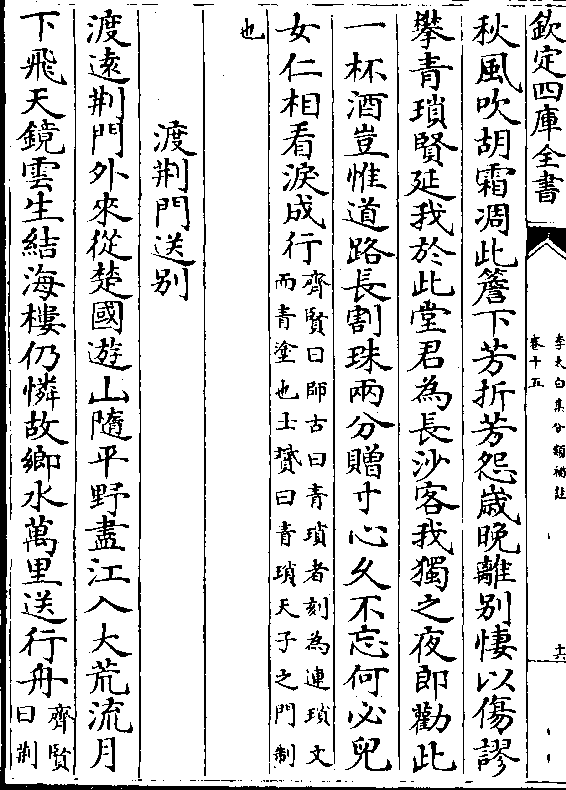 欽定四庫全書
李太白集分類補註
卷十五
十六
秋風吹胡霜凋此簷下芳折芳怨歲晚離別悽以傷謬
攀青瑣賢延我於此堂君為長沙客我獨之夜郎勸此
一杯酒豈惟道路長割珠兩分贈寸心久不忘何必兒
女仁相看淚成行齊賢曰師古曰青瑣者刻為連瑣文
而青塗也士贇曰青瑣天子之門制
也
渡荆門送别
渡遠荆門外來從楚國遊山隨平野盡江入大荒流月
下飛天鏡雲生結海樓仍憐故鄉水萬里送行舟齊賢
曰荆